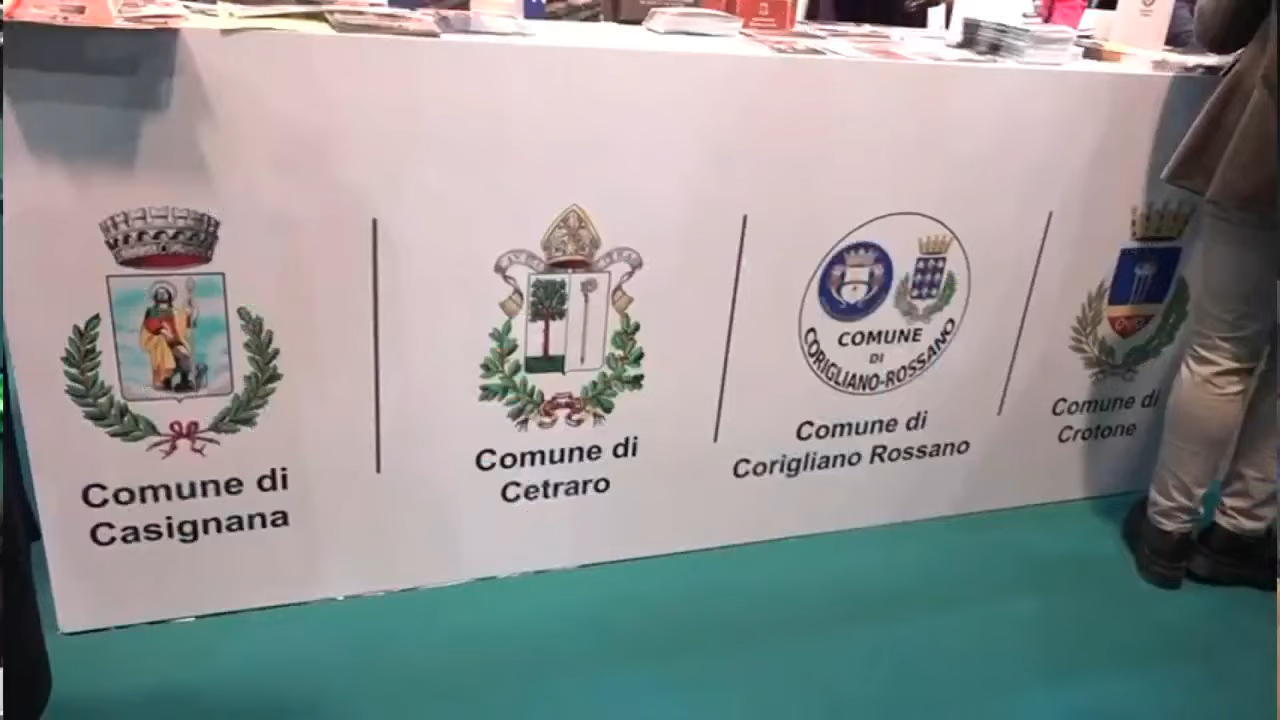 Comune di
Casignana
Comune di
Cetraro
COMUNE
DI
CORIGLIANO-ROSSANO
Comune di
Corigliano Rossano
Comune di
Crotone